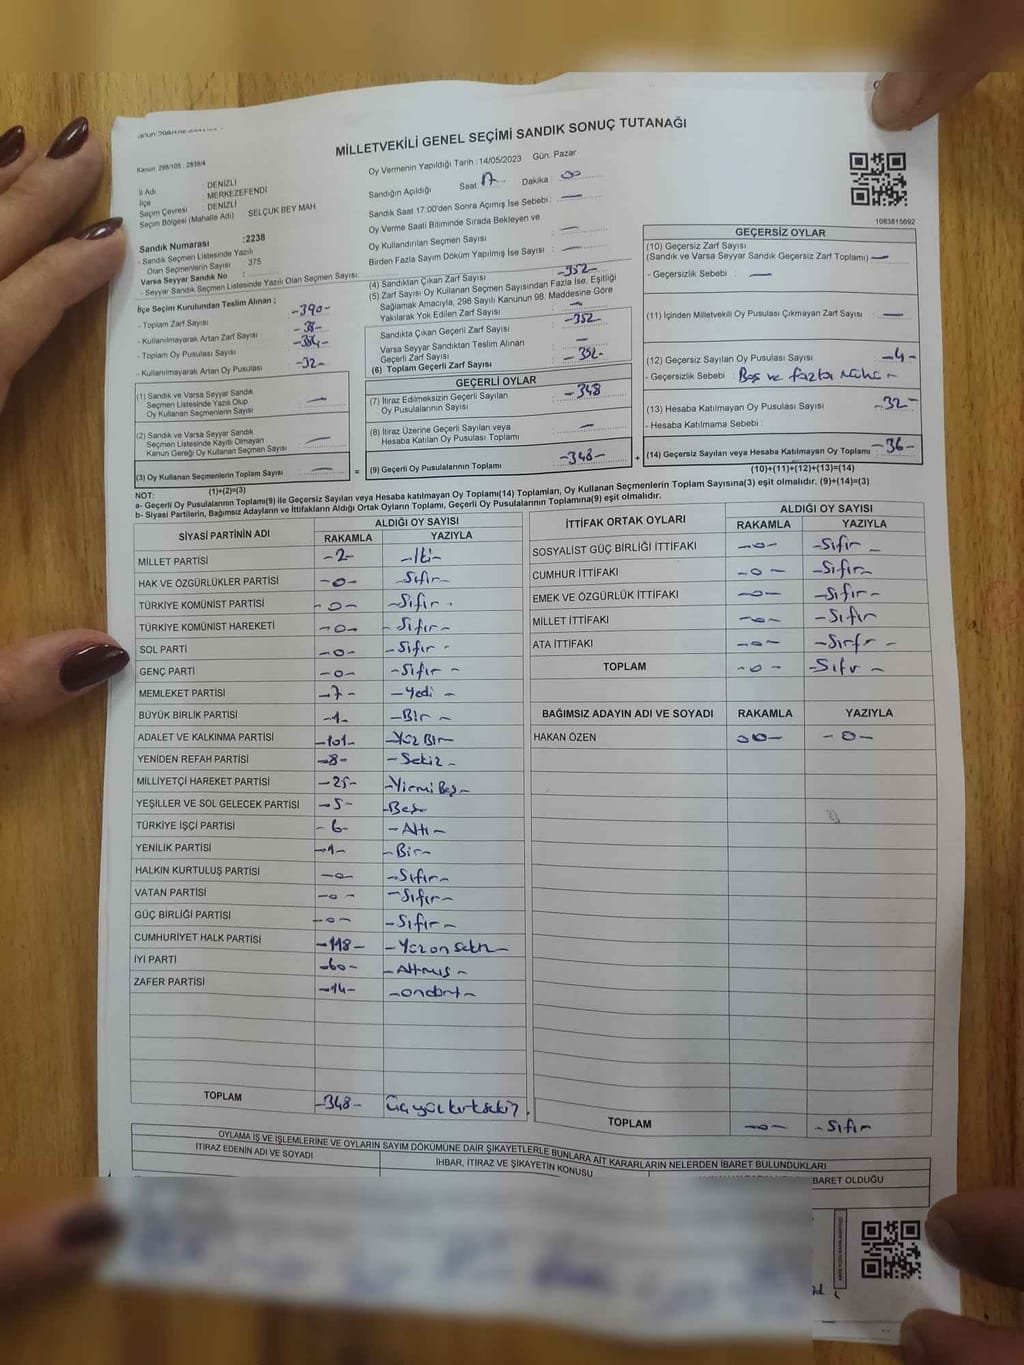 MİLLETVEKİLİ GENEL SEÇİMİ SANDIK SONUÇ TUTANAĞI
Kanun: 298/105 : 2839/4
İl Adı : DENİZLİ
İlçe : MERKEZEFENDİ
Seçim Çevresi : DENİZLİ
Seçim Bölgesi (Mahalle Adı) SELÇUK BEY MAH.
Sandık Numarası :2238
- Sandık Seçmen Listesinde Yazılı
Olan Seçmenlerin Sayısı 375
Varsa Seyyar Sandık No :
- Seyyar Sandık Seçmen Listesinde Yazılı Olan Seçmen Sayısı:
İlçe Seçim Kurulundan Teslim Alınan ;
- Toplam Zarf Sayısı -390-
- Kullanılmayarak Artan Zarf Sayısı -38-
- Toplam Oy Pusulası Sayısı -384-
- Kullanılmayarak Artan Oy Pusulası -32-
(1) Sandık ve Varsa Seyyar Sandık
Seçmen Listesinde Yazılı Olup
Oy Kullanan Seçmenlerin Sayısı —
(2) Sandık ve Varsa Seyyar Sandık
Seçmen Listesinde Kayıtlı Olmayan
Kanun Gereği Oy Kullanan Seçmen Sayısı —
(3) Oy Kullanan Seçmenlerin Toplam Sayısı —
(1)+(2)=(3)
Oy Vermenin Yapıldığı Tarih : 14/05/2023 Gün: Pazar
Sandığın Açıldığı Saat : 17 Dakika : 00
Sandık Saat 17:00'den Sonra Açımış İse Sebebi : —
Oy Verme Saati Bitiminde Sırada Bekleyen ve
Oy Kullandırılan Seçmen Sayısı : —
Birden Fazla Sayım Döküm Yapılmış İse Sayısı : —
(4) Sandıktan Çıkan Zarf Sayısı -352-
(5) Zarf Sayısı Oy Kullanan Seçmen Sayısından Fazla İse, Eşitliği
Sağlamak Amacıyla, 298 Sayılı Kanunun 98. Maddesine Göre
Yakılarak Yok Edilen Zarf Sayısı : —
Sandıkta Çıkan Geçerli Zarf Sayısı : -352-
Varsa Seyyar Sandıktan Teslim Alınan
Geçerli Zarf Sayısı : —
(6) Toplam Geçerli Zarf Sayısı : -352-
GEÇERLİ OYLAR
(7) İtiraz Edilmeksizin Geçerli Sayılan
Oy Pusulalarının Sayısı : -348
(8) İtiraz Üzerine Geçerli Sayılan veya
Hesaba Katılan Oy Pusulası Toplamı : —
= (9) Geçerli Oy Pusulalarının Toplamı : -348-
1083815692
GEÇERSİZ OYLAR
(10) Geçersiz Zarf Sayısı
(Sandık ve Varsa Seyyar Sandık Geçersiz Zarf Toplamı) —
- Geçersizlik Sebebi : —
(11) İçinden Milletvekili Oy Pusulası Çıkmayan Zarf Sayısı : —
(12) Geçersiz Sayılan Oy Pusulası Sayısı : -4-
- Geçersizlik Sebebi : Boş ve fazla mühür
(13) Hesaba Katılmayan Oy Pusulası Sayısı : -32-
- Hesaba Katılmama Sebebi :
+ (14) Geçersiz Sayılan veya Hesaba Katılmayan Oy Toplamı : -36-
(10)+(11)+(12)+(13)=(14)
NOT:
a- Geçerli Oy Pusulalarının Toplamı(9) ile Geçersiz Sayılan veya Hesaba katılmayan Oy Toplamı(14) Toplamları, Oy Kullanan Seçmenlerin Toplam Sayısına(3) eşit olmalıdır. (9)+(14)=(3)
b- Siyasi Partilerin, Bağımsız Adayların ve İttifakların Aldığı Ortak Oyların Toplamı, Geçerli Oy Pusulalarının Toplamına(9) eşit olmalıdır.
SİYASİ PARTİNİN ADI ALDIĞI OY SAYISI
RAKAMLA YAZIYLA
MİLLET PARTİSİ -2- -İki-
HAK VE ÖZGÜRLÜKLER PARTİSİ -0- -Sıfır-
TÜRKİYE KOMÜNİST PARTİSİ -0- -Sıfır-
TÜRKİYE KOMÜNİST HAREKETİ -0- -Sıfır-
SOL PARTİ -0- -Sıfır-
GENÇ PARTİ -0- -Sıfır-
MEMLEKET PARTİSİ -7- -Yedi-
BÜYÜK BİRLİK PARTİSİ -1- -Bir-
ADALET VE KALKINMA PARTİSİ -101- -Yüz Bir-
YENİDEN REFAH PARTİSİ -8- -Sekiz-
MİLLİYETÇİ HAREKET PARTİSİ -25- -Yirmi Beş-
YEŞİLLER VE SOL GELECEK PARTİSİ -5- -Beş-
TÜRKİYE İŞÇİ PARTİSİ -6- -Altı-
YENİLİK PARTİSİ -1- -Bir-
HALKIN KURTULUŞ PARTİSİ -0- -Sıfır-
VATAN PARTİSİ -0- -Sıfır-
GÜÇ BİRLİĞİ PARTİSİ -0- -Sıfır-
CUMHURİYET HALK PARTİSİ -118- -Yüz on sekiz-
İYİ PARTİ -60- -Altmış-
ZAFER PARTİSİ -14- -ondört-
TOPLAM -348- Üçyüz kırksekiz
İTTİFAK ORTAK OYLARI ALDIĞI OY SAYISI
RAKAMLA YAZIYLA
SOSYALİST GÜÇ BİRLİĞİ İTTİFAKI -0- -Sıfır-
CUMHUR İTTİFAKI -0- -Sıfır-
EMEK VE ÖZGÜRLÜK İTTİFAKI -0- -Sıfır-
MİLLET İTTİFAKI -0- -Sıfır
ATA İTTİFAKI -0- -Sıfır-
TOPLAM -0- -Sıfır-
BAĞIMSIZ ADAYIN ADI VE SOYADI RAKAMLA YAZIYLA
HAKAN ÖZEN 00- -0-
TOPLAM -0- -Sıfır
OYLAMA İŞ VE İŞLEMLERİNE VE OYLARIN SAYIM DÖKÜMÜNE DAİR ŞİKAYETLERLE BUNLARA AİT KARARLARIN NELERDEN İBARET BULUNDUKLARI
İTİRAZ EDENİN ADI VE SOYADI
İHBAR, İTİRAZ VE ŞİKAYETİN KONUSU
BARET OLDUĞU